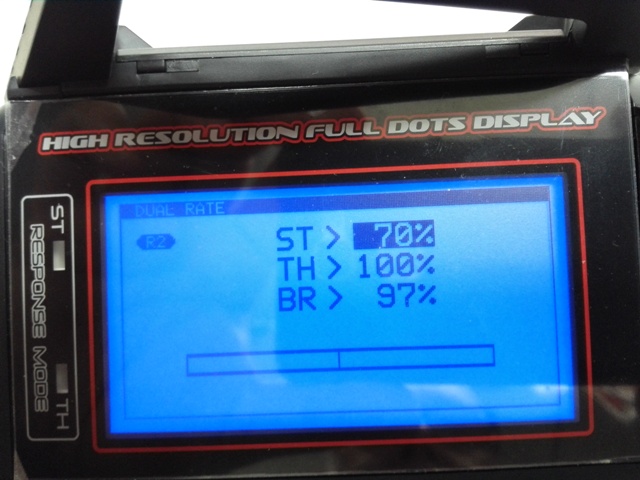 HIGH RESOLUTION FULL DOTS DISPLAY
ST
RESPONSE MODE
TH
DUAL RATE
R2
ST > 70%
TH > 100%
BR > 97%